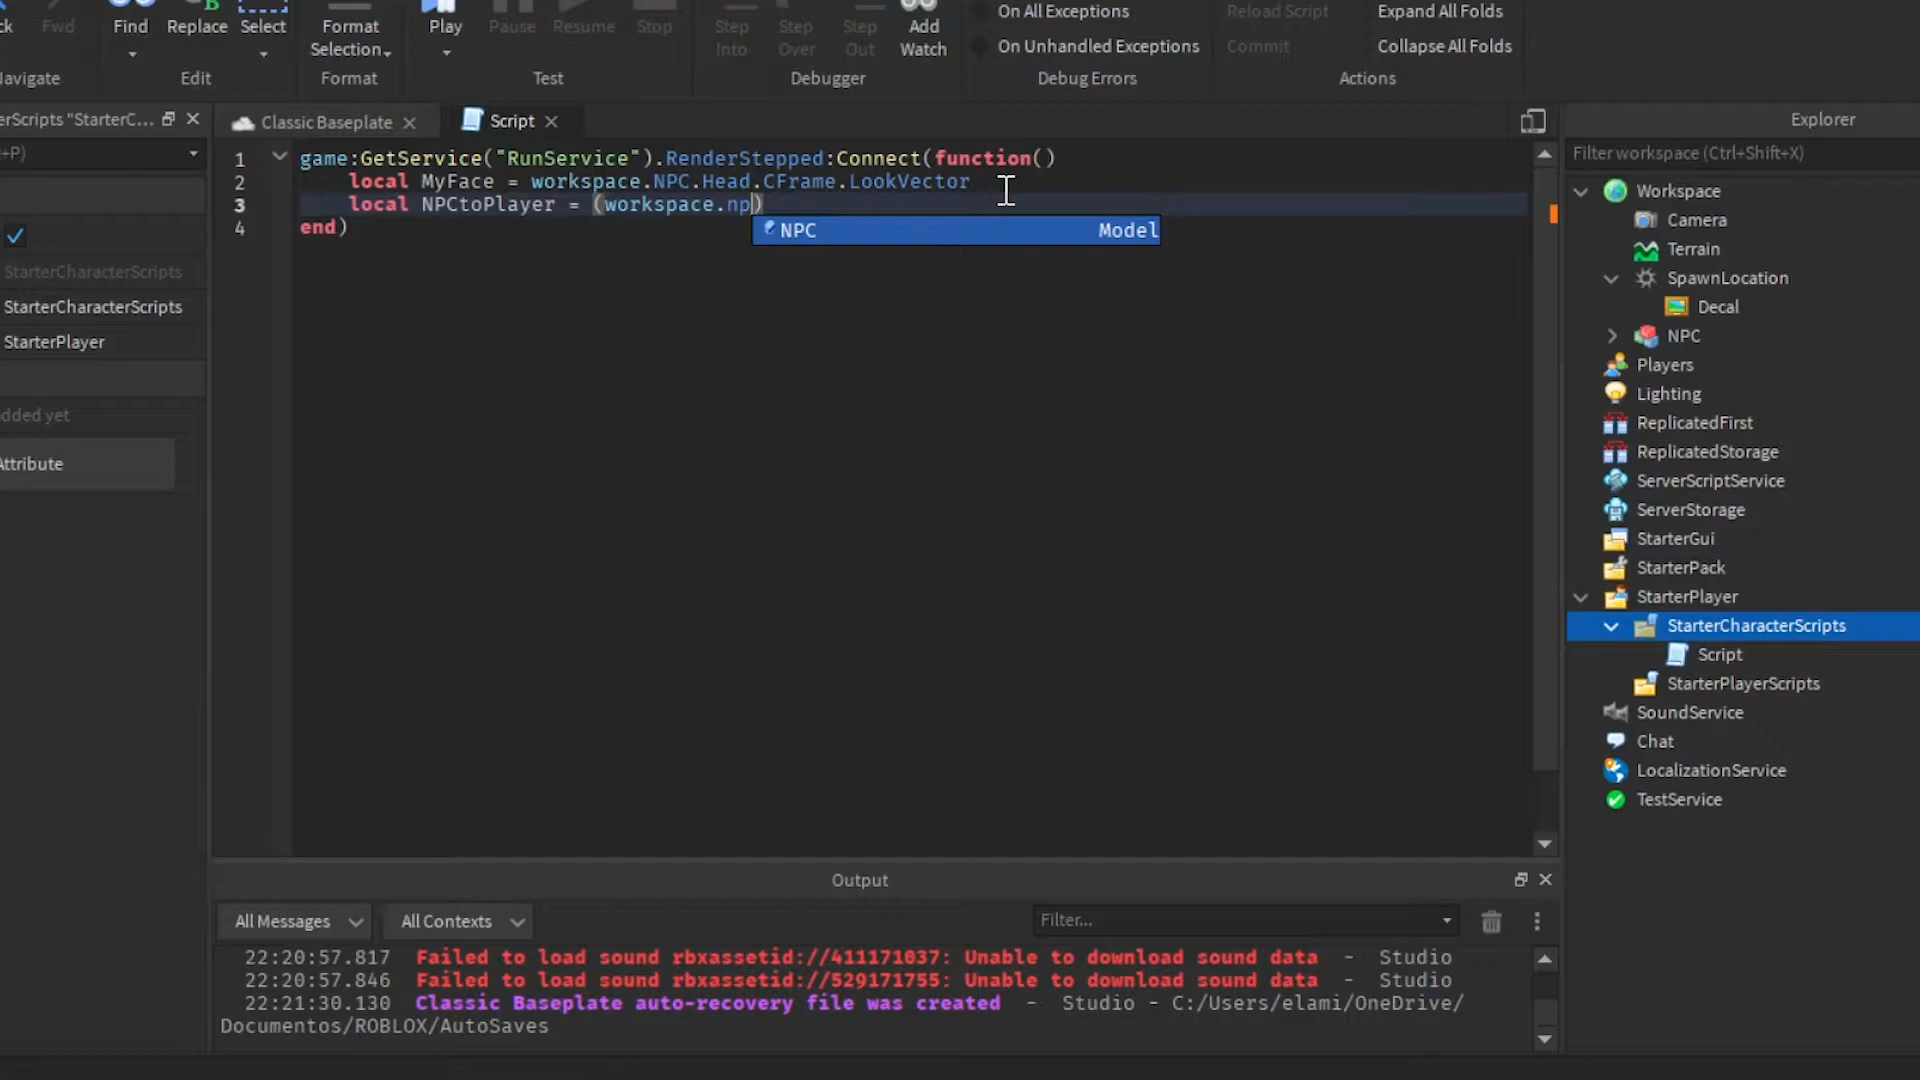 Fwd
Find
Replace
Select
Format
Selection
Play
Pause
Resume
Stop
Step
Into
Step
Over
Step
Out
Add
Watch
On All Exceptions
On Unhandled Exceptions
Reload Script
Commit
Expand All Folds
Collapse All Folds
Navigate
Edit
Format
Test
Debugger
Debug Errors
Actions
erScripts "StarterC...
+P)
StarterCharacterScripts
StarterCharacterScripts
StarterPlayer
dded yet
Attribute
Classic Baseplate
Script
1 game:GetService("RunService").RenderStepped:Connect(function()
2 local MyFace = workspace.NPC.Head.CFrame.LookVector
3 local NPCtoPlayer = (workspace.np)
4 end)
NPC Model
Explorer
Filter workspace (Ctrl+Shift+X)
Workspace
Camera
Terrain
SpawnLocation
Decal
NPC
Players
Lighting
ReplicatedFirst
ReplicatedStorage
ServerScriptService
ServerStorage
StarterGui
StarterPack
StarterPlayer
StarterCharacterScripts
Script
StarterPlayerScripts
SoundService
Chat
LocalizationService
TestService
Output
All Messages
All Contexts
Filter...
22:20:57.817 Failed to load sound rbxassetid://411171037: Unable to download sound data - Studio
22:20:57.846 Failed to load sound rbxassetid://529171755: Unable to download sound data - Studio
22:21:30.130 Classic Baseplate auto-recovery file was created - Studio - C:/Users/elami/OneDrive/
Documentos/ROBLOX/AutoSaves